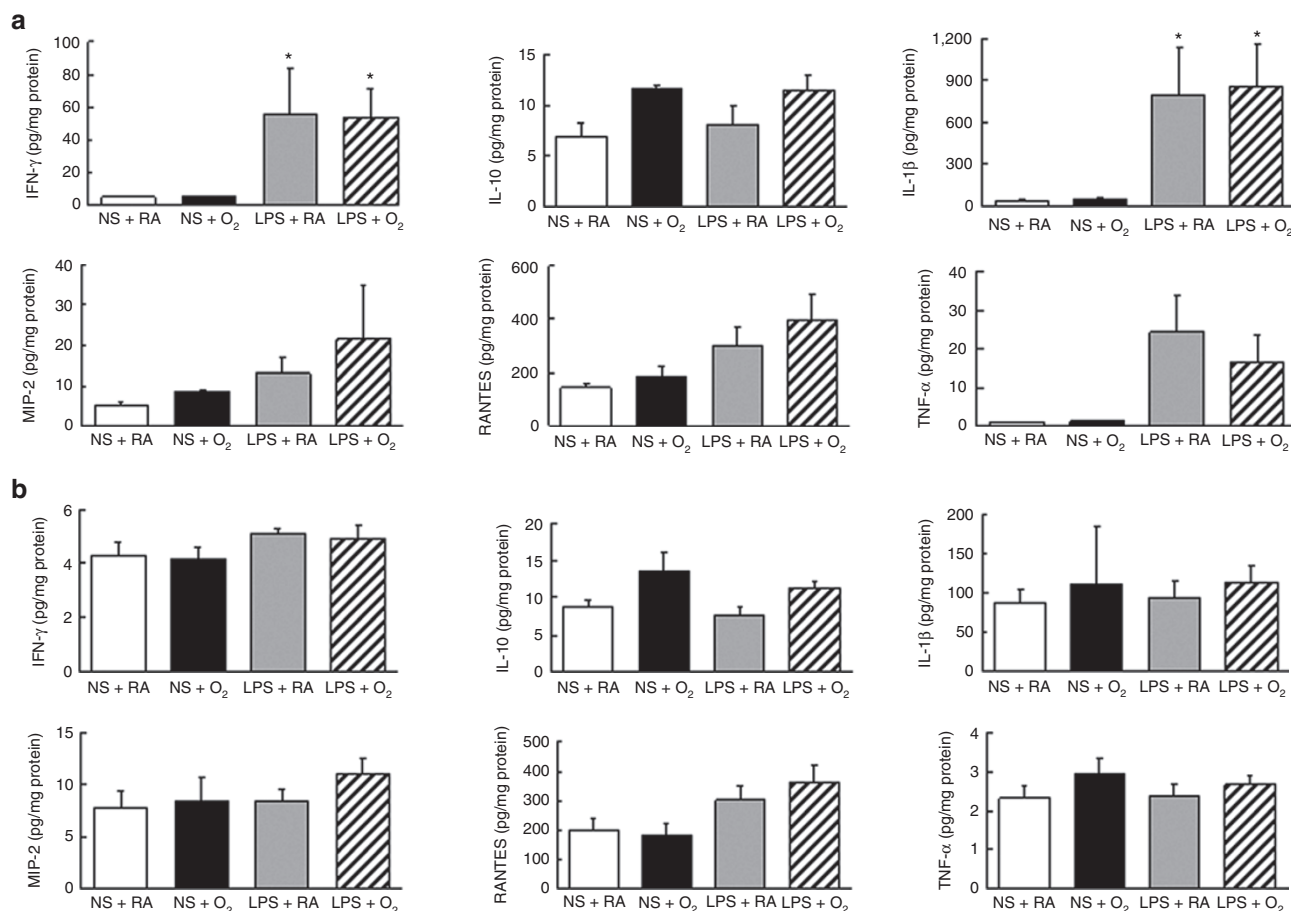 a
IFN-γ (pg/mg protein)
100
80
60
40
20
0
* *
NS + RA NS + O₂ LPS + RA LPS + O₂
IL-10 (pg/mg protein)
15
10
5
0
NS + RA NS + O₂ LPS + RA LPS + O₂
IL-1β (pg/mg protein)
1,200
900
600
300
0
* *
NS + RA NS + O₂ LPS + RA LPS + O₂
MIP-2 (pg/mg protein)
40
30
20
10
0
NS + RA NS + O₂ LPS + RA LPS + O₂
RANTES (pg/mg protein)
600
400
200
0
NS + RA NS + O₂ LPS + RA LPS + O₂
TNF-α (pg/mg protein)
40
30
20
10
0
NS + RA NS + O₂ LPS + RA LPS + O₂
b
IFN-γ (pg/mg protein)
6
4
2
0
NS + RA NS + O₂ LPS + RA LPS + O₂
IL-10 (pg/mg protein)
20
15
10
5
0
NS + RA NS + O₂ LPS + RA LPS + O₂
IL-1β (pg/mg protein)
200
150
100
50
0
NS + RA NS + O₂ LPS + RA LPS + O₂
MIP-2 (pg/mg protein)
15
10
5
0
NS + RA NS + O₂ LPS + RA LPS + O₂
RANTES (pg/mg protein)
500
400
300
200
100
0
NS + RA NS + O₂ LPS + RA LPS + O₂
TNF-α (pg/mg protein)
4
3
2
1
0
NS + RA NS + O₂ LPS + RA LPS + O₂